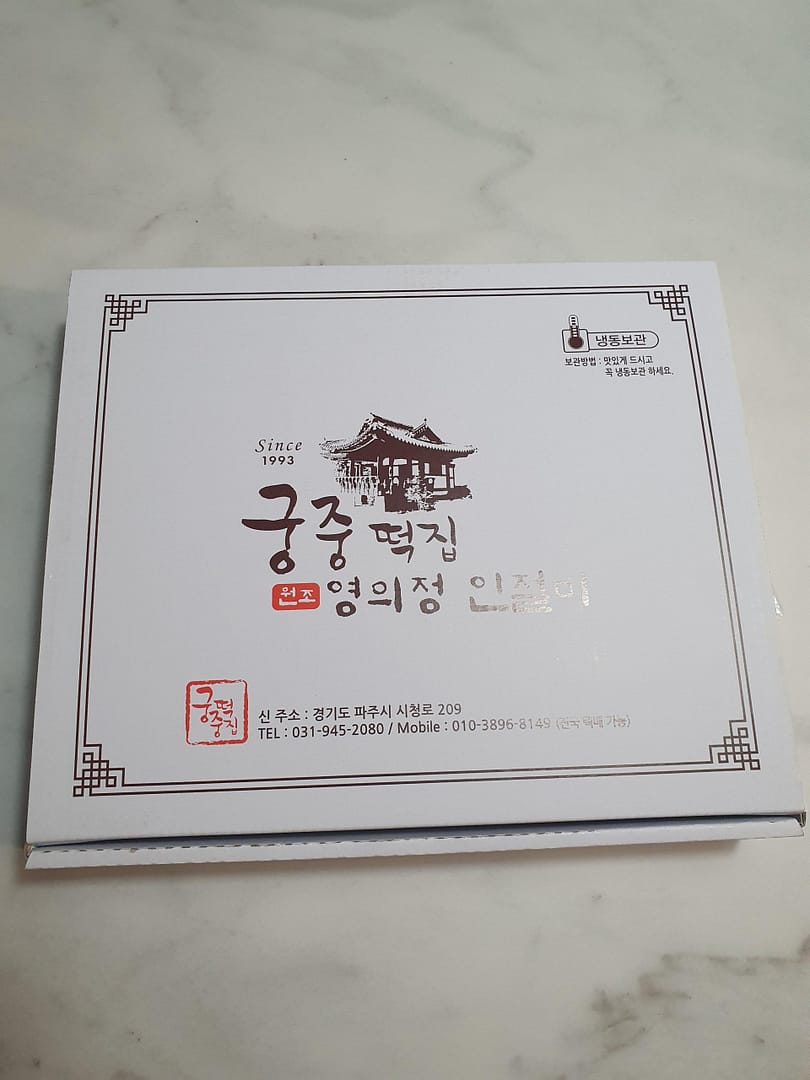 냉동보관
보관방법 : 맛있게 드시고
꼭 냉동보관 하세요.
Since
1993
궁중 떡집
원조 영의정 인절미
궁중떡집
신 주소 : 경기도 파주시 시청로 209
TEL : 031-945-2080 / Mobile : 010-3896-8149 (전국 택배 가능)